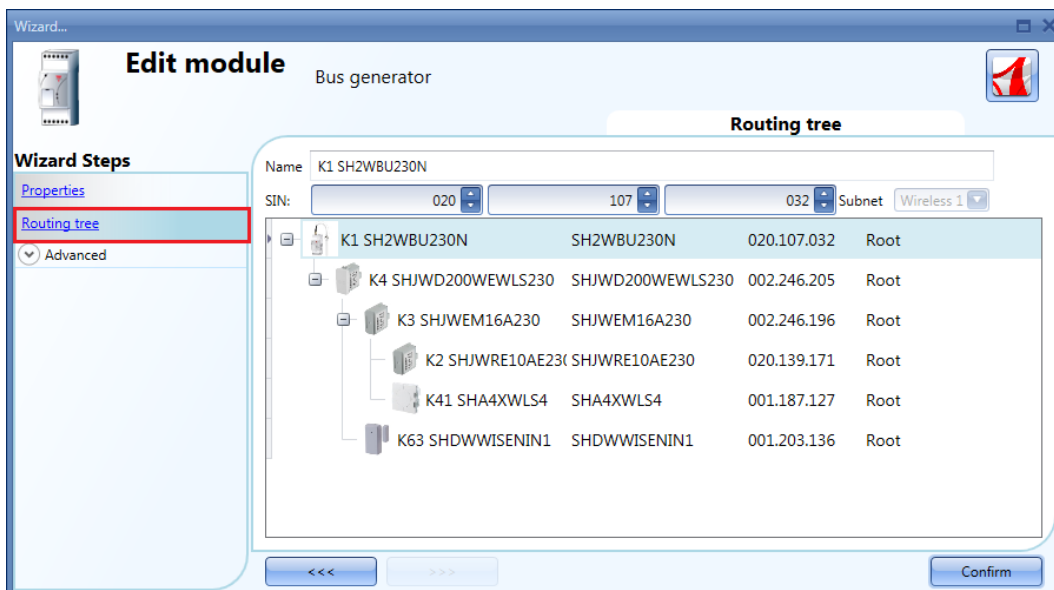 Wizard...
Edit module Bus generator
Routing tree
Wizard Steps
Properties
Routing tree
Advanced
Name K1 SH2WBU230N
SIN: 020 107 032 Subnet Wireless 1
K1 SH2WBU230N SH2WBU230N 020.107.032 Root
K4 SHJWD200WEWLS230 SHJWD200WEWLS230 002.246.205 Root
K3 SHJWEM16A230 SHJWEM16A230 002.246.196 Root
K2 SHJWRE10AE23( SHJWRE10AE230 020.139.171 Root
K41 SHA4XWLS4 SHA4XWLS4 001.187.127 Root
K63 SHDWWISENIN1 SHDWWISENIN1 001.203.136 Root
<<< >>> Confirm